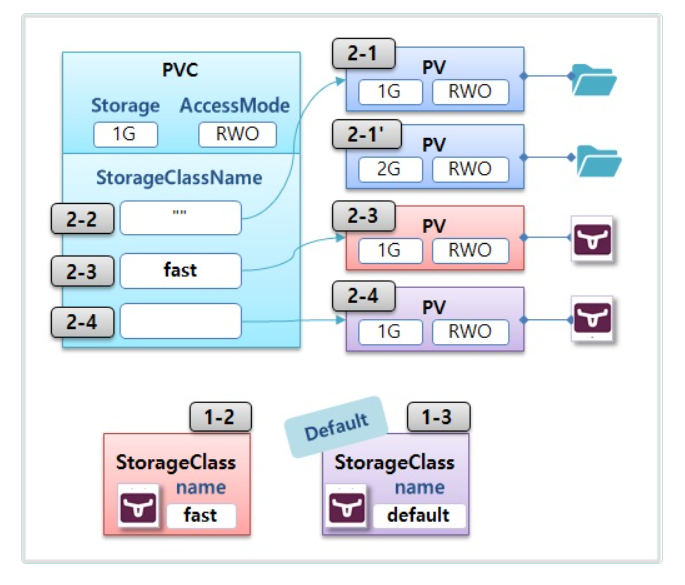 PVC
Storage AccessMode
1G RWO
StorageClassName
2-2 ""
2-3 fast
2-4
2-1
PV
1G RWO
2-1'
PV
2G RWO
2-3
PV
1G RWO
2-4
PV
1G RWO
1-2
StorageClass
name
fast
Default
1-3
StorageClass
name
default